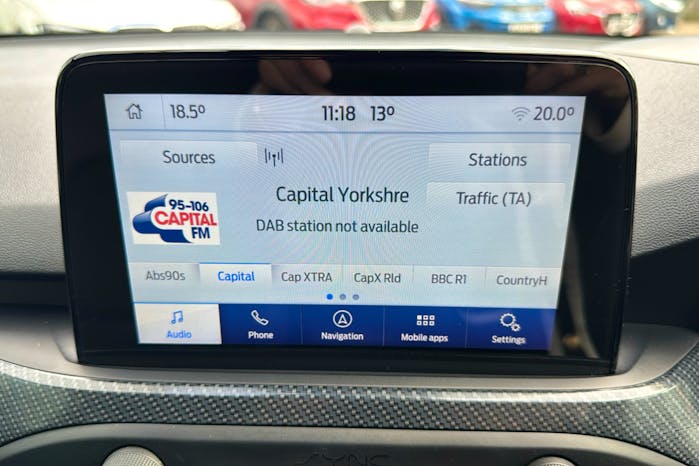 18.5° 11:18 13° 20.0°
Sources Stations
Capital Yorkshre Traffic (TA)
95-106
CAPITAL
FM
DAB station not available
Abs90s Capital Cap XTRA CapX Rld BBC R1 CountryH
Audio Phone Navigation Mobile apps Settings
SYNC